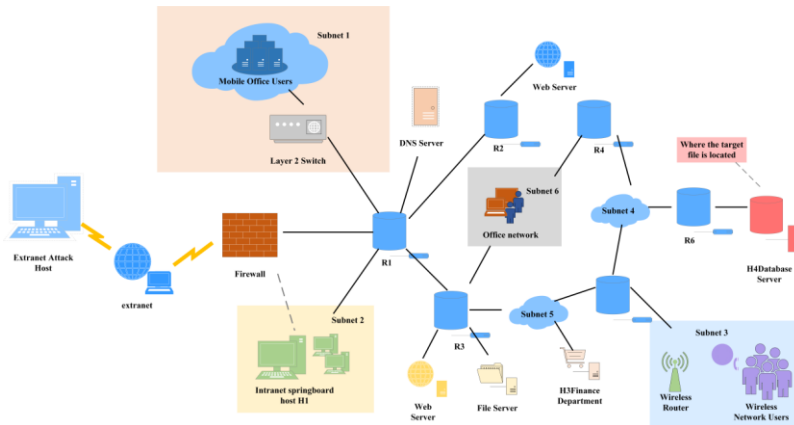 Subnet 1
Mobile Office Users
Layer 2 Switch
DNS Server
Web Server
R2
R4
Where the target
file is located
Subnet 6
Office network
Subnet 4
R6
H4Database
Server
Extranet Attack
Host
extranet
Firewall
R1
Subnet 2
Intranet springboard
host H1
R3
Subnet 5
Web
Server
File Server
H3Finance
Department
Subnet 3
Wireless
Router
Wireless
Network Users